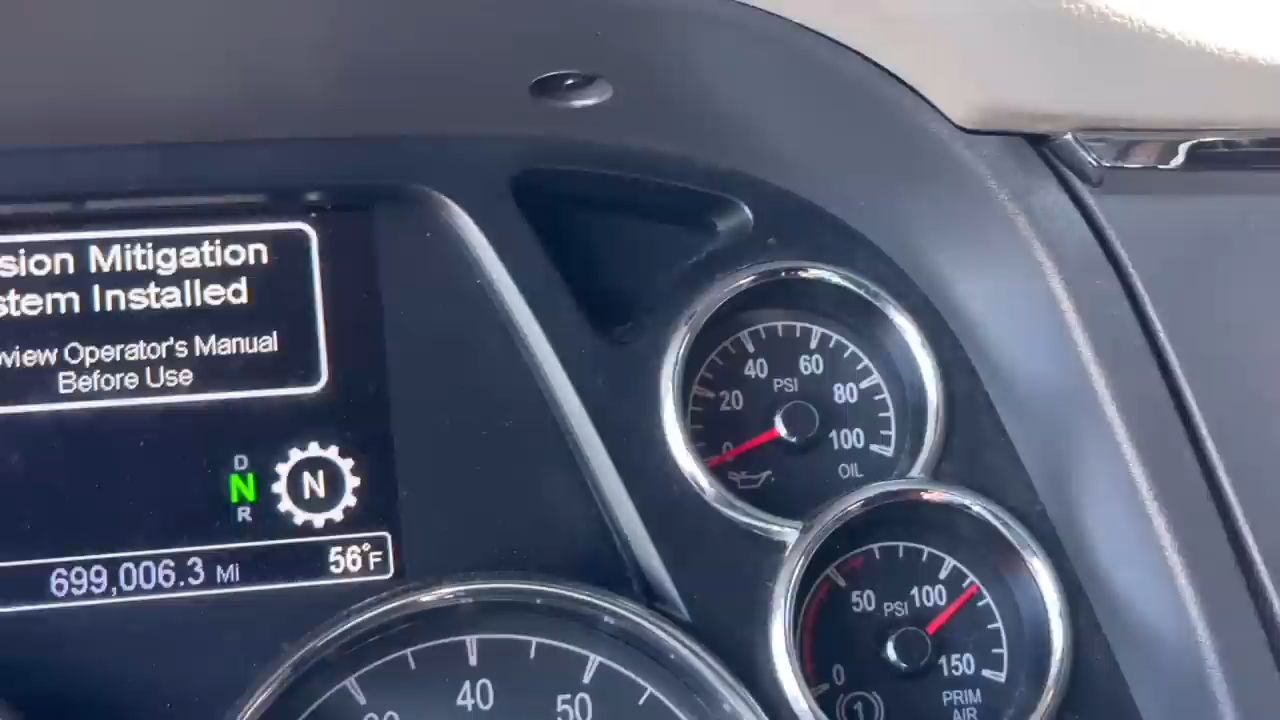 sion Mitigation
stem Installed
view Operator's Manual
Before Use
D
N
R
N
699,006.3 MI
56°F
40
50
0
20
40
60
80
100
PSI
OIL
0
50
100
150
PSI
1
PRIM
AIR